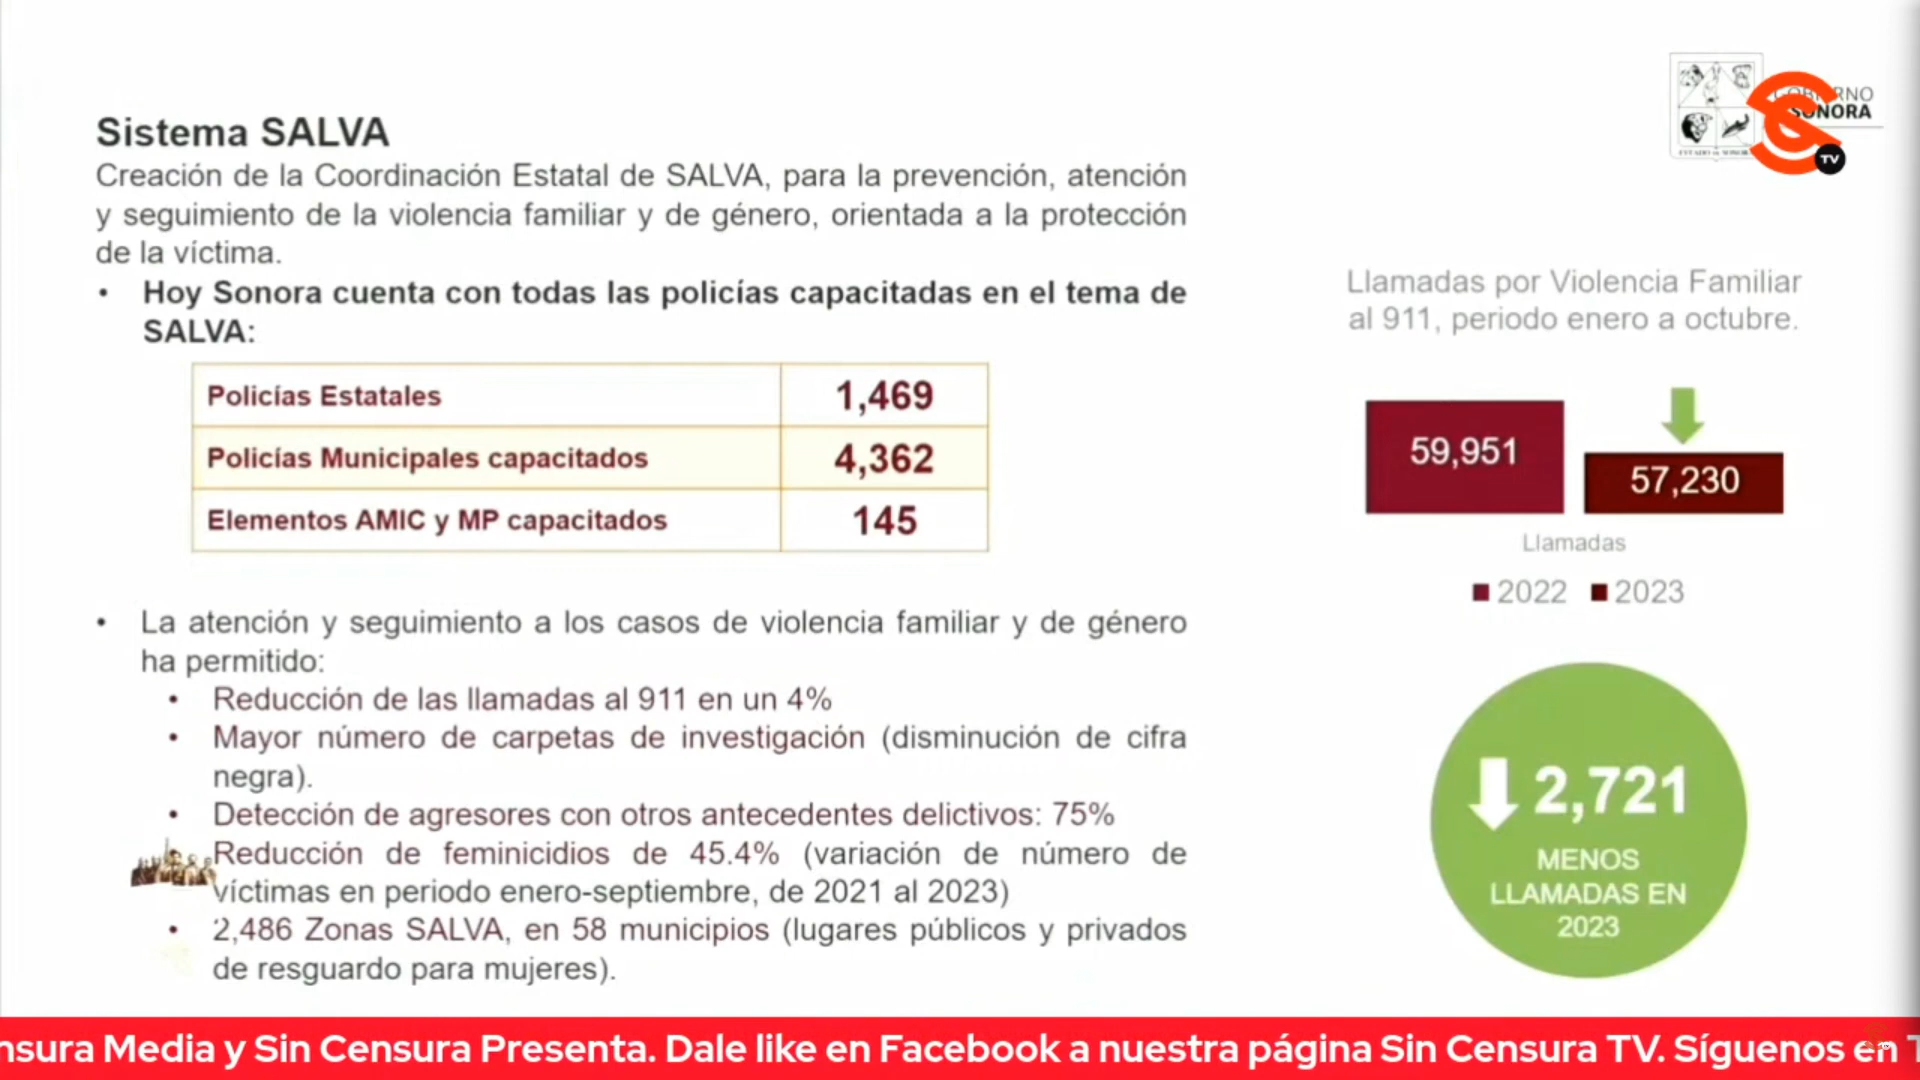 GOBIERNO
SONORA
TV
Sistema SALVA
Creación de la Coordinación Estatal de SALVA, para la prevención, atención
y seguimiento de la violencia familiar y de género, orientada a la protección
de la víctima.
• Hoy Sonora cuenta con todas las policías capacitadas en el tema de
SALVA:
Policías Estatales 1,469
Policías Municipales capacitados 4,362
Elementos AMIC y MP capacitados 145
• La atención y seguimiento a los casos de violencia familiar y de género
ha permitido:
• Reducción de las llamadas al 911 en un 4%
• Mayor número de carpetas de investigación (disminución de cifra
negra).
• Detección de agresores con otros antecedentes delictivos: 75%
Reducción de feminicidios de 45.4% (variación de número de
víctimas en periodo enero-septiembre, de 2021 al 2023)
• 2,486 Zonas SALVA, en 58 municipios (lugares públicos y privados
de resguardo para mujeres).
Llamadas por Violencia Familiar
al 911, periodo enero a octubre.
59,951
57,230
Llamadas
2022 2023
2,721
MENOS
LLAMADAS EN
2023
nsura Media y Sin Censura Presenta. Dale like en Facebook a nuestra página Sin Censura TV. Síguenos en T